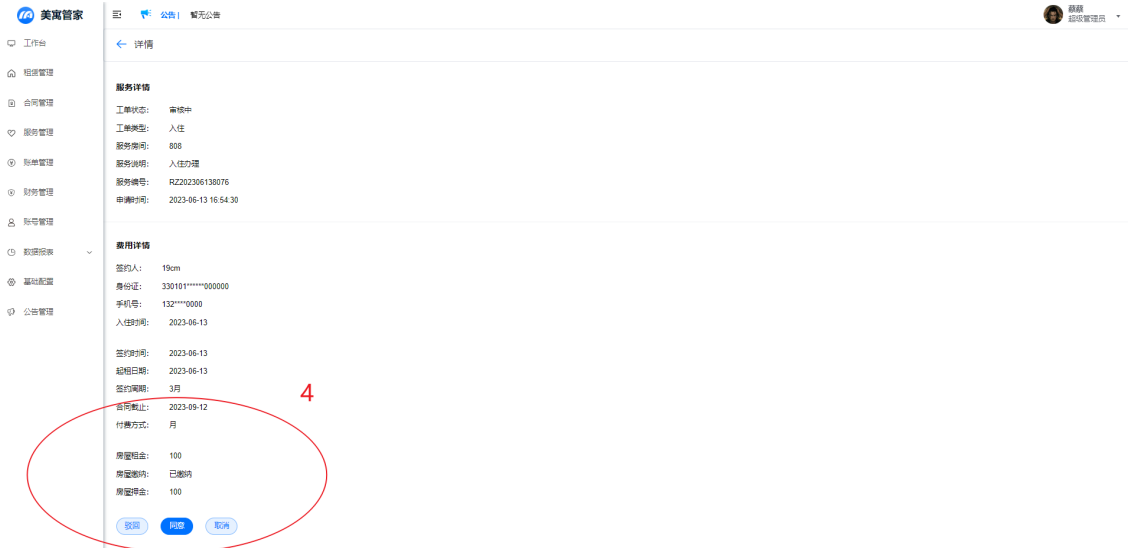 美寓管家
公告 | 暂无公告
蔡蔡
超级管理员
工作台
租赁管理
合同管理
服务管理
账单管理
财务管理
账号管理
数据报表
基础配置
公告管理
详情
服务详情
工单状态: 审核中
工单类型: 入住
服务房间: 808
服务说明: 入住办理
服务编号: RZ202306138076
申请时间: 2023-06-13 16:54:30
费用详情
签约人: 19cm
身份证: 330101*****000000
手机号: 132****0000
入住时间: 2023-06-13
签约时间: 2023-06-13
起租日期: 2023-06-13
签约周期: 3月
4
合同截止: 2023-09-12
付费方式: 月
房屋租金: 100
房屋缴纳: 已缴纳
房屋押金: 100
驳回 同意 取消